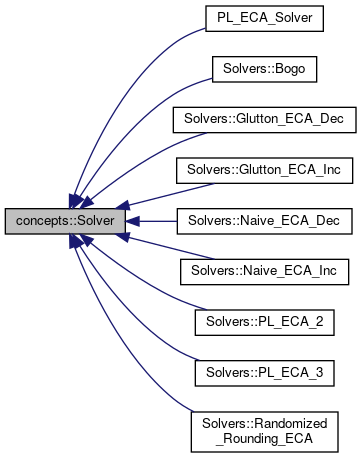 PL_ECA_Solver
Solvers::Bogo
Solvers::Glutton_ECA_Dec
Solvers::Glutton_ECA_Inc
concepts::Solver
Solvers::Naive_ECA_Dec
Solvers::Naive_ECA_Inc
Solvers::PL_ECA_2
Solvers::PL_ECA_3
Solvers::Randomized
_Rounding_ECA